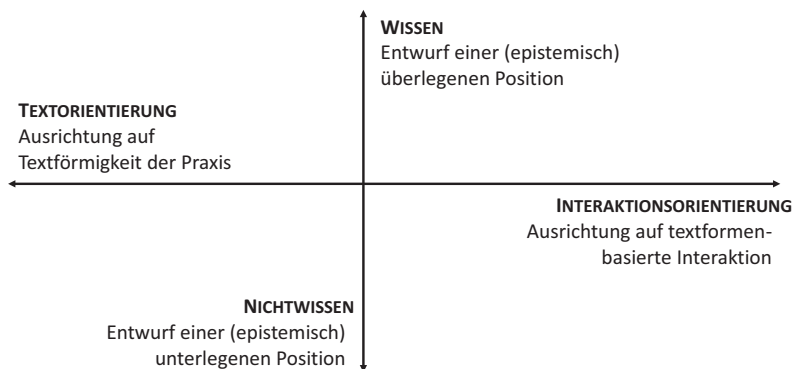 WISSEN
Entwurf einer (epistemisch)
überlegenen Position
TEXTORIENTIERUNG
Ausrichtung auf
Textförmigkeit der Praxis
INTERAKTIONSORIENTIERUNG
Ausrichtung auf textformen-
basierte Interaktion
NICHTWISSEN
Entwurf einer (epistemisch)
unterlegenen Position